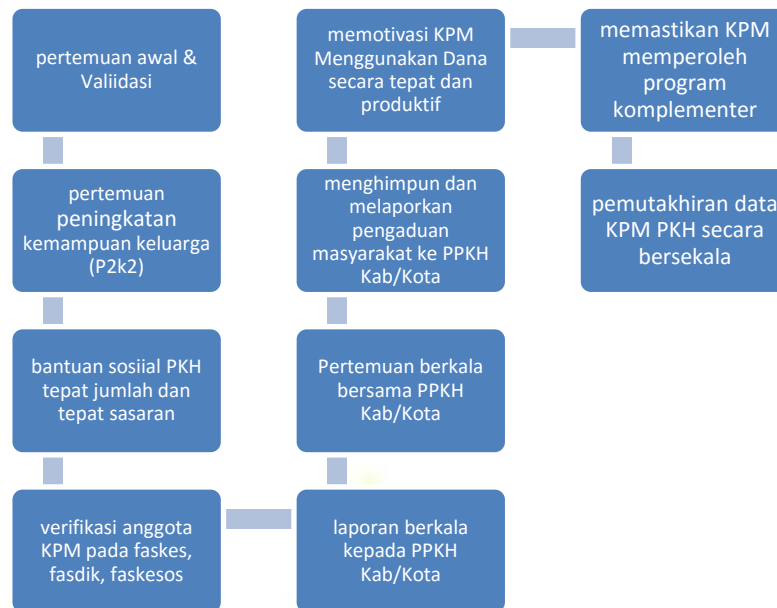 pertemuan awal &
Valiidasi
pertemuan
peningkatan
kemampuan keluarga
(P2k2)
bantuan sosiial PKH
tepat jumlah dan
tepat sasaran
verifikasi anggota
KPM pada faskes,
fasdik, faskesos
laporan berkala
kepada PPKH
Kab/Kota
Pertemuan berkala
bersama PPKH
Kab/Kota
menghimpun dan
melaporkan
pengaduan
masyarakat ke PPKH
Kab/Kota
memotivasi KPM
Menggunakan Dana
secara tepat dan
produktif
memastikan KPM
memperoleh
program
komplementer
pemutakhiran data
KPM PKH secara
bersekala